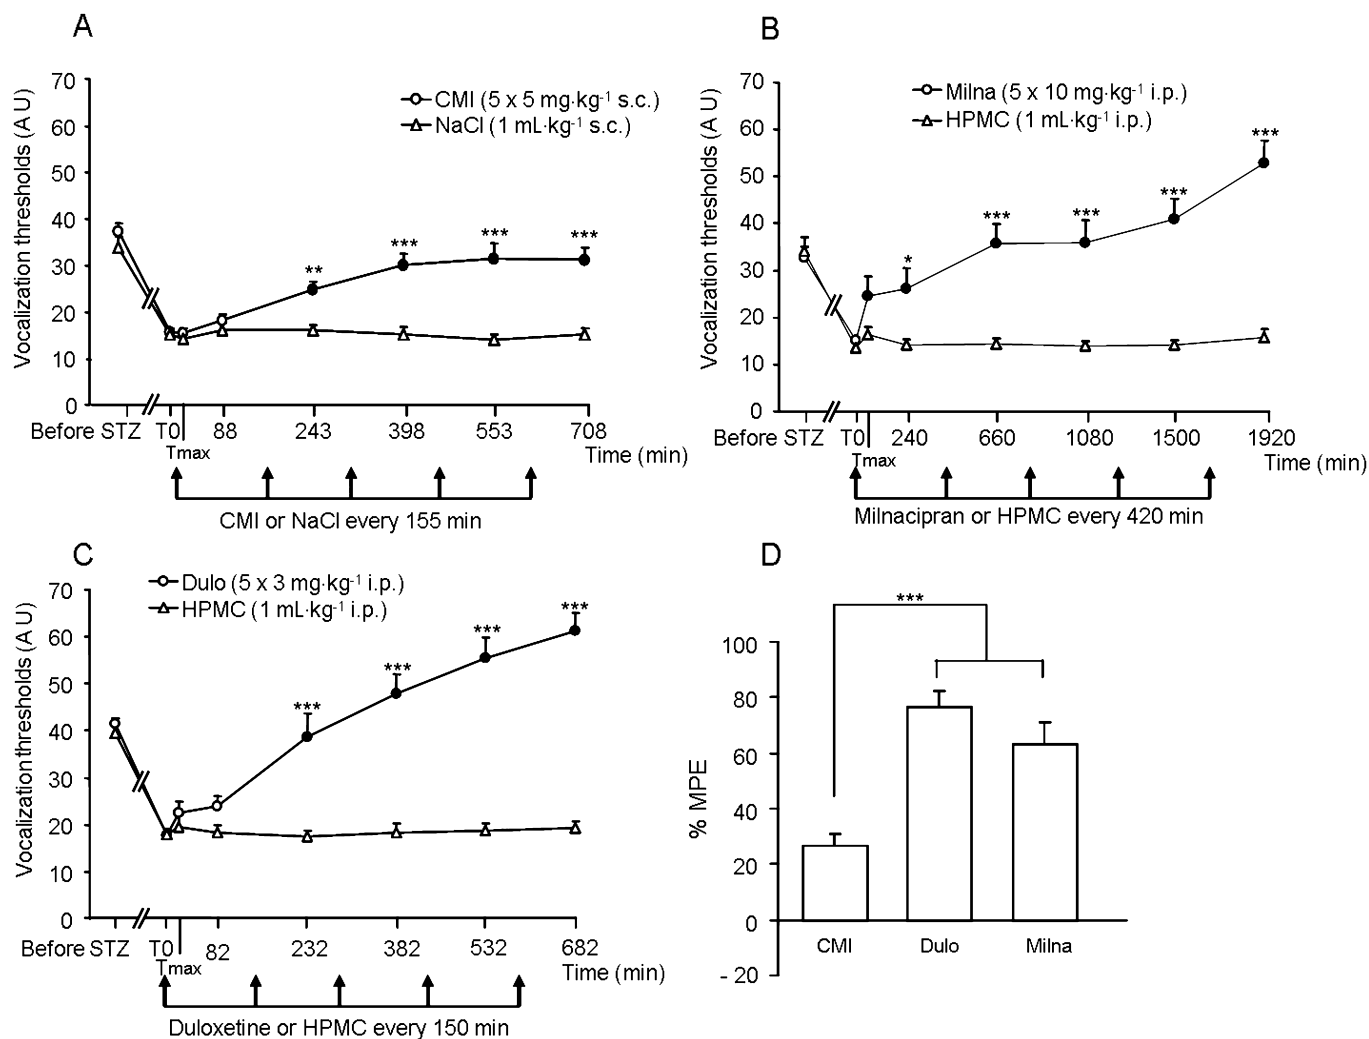 A
70
60
50
40
30
20
10
0
Vocalization thresholds (A U)
CMI (5 x 5 mg·kg-1 s.c.)
NaCl (1 mL·kg-1 s.c.)
** *** *** ***
Before STZ T0 88 243 398 553 708
Tmax
Time (min)
CMI or NaCl every 155 min
B
70
60
50
40
30
20
10
0
Vocalization thresholds (A U)
Milna (5 x 10 mg·kg-1 i.p.)
HPMC (1 mL·kg-1 i.p.)
* *** *** *** ***
Before STZ T0 240 660 1080 1500 1920
Tmax
Time (min)
Milnacipran or HPMC every 420 min
C
70
60
50
40
30
20
10
0
Vocalization thresholds (A U)
Dulo (5 x 3 mg·kg-1 i.p.)
HPMC (1 mL·kg-1 i.p.)
*** *** *** ***
Before STZ T0 82 232 382 532 682
Tmax
Time (min)
Duloxetine or HPMC every 150 min
D
***
100
80
60
40
20
0
- 20
% MPE
CMI Dulo Milna